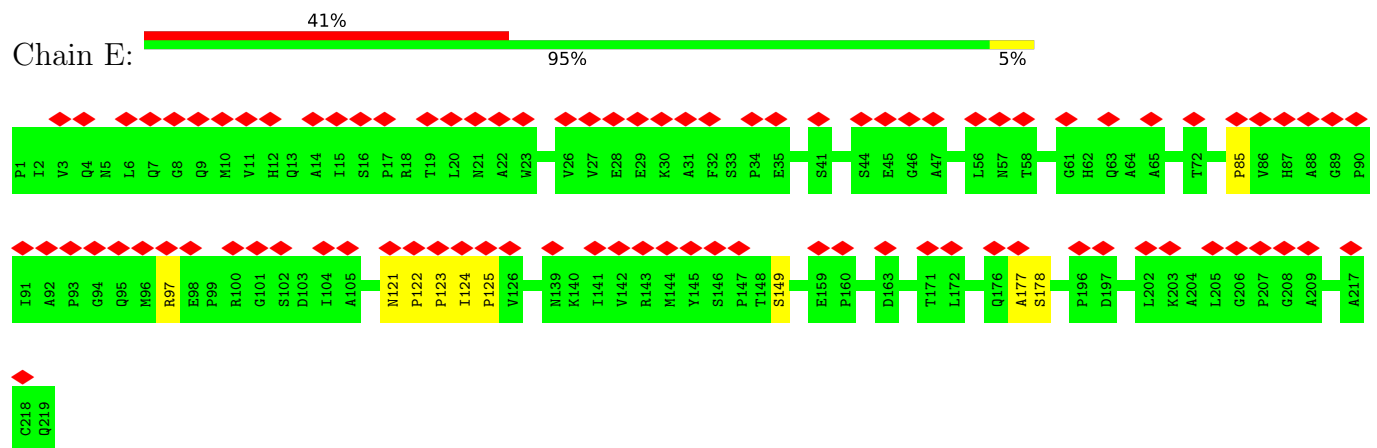 41%
Chain E:
95% 5%
P1 I2 V3 Q4 N5 L6 Q7 G8 Q9 M10 V11 H12 Q13 A14 I15 S16 P17 R18 T19 L20 N21 A22 W23 V26 V27 E28 E29 K30 A31 F32 S33 P34 E35 S41 S44 E45 G46 A47 L56 N57 T58 G61 H62 Q63 A64 A65 T72 P85 V86 H87 A88 G89 P90
I91 A92 P93 G94 Q95 M96 R97 E98 P99 R100 G101 S102 D103 I104 A105 N121 P122 P123 I124 P125 V126 N139 K140 I141 V142 R143 M144 Y145 S146 P147 T148 S149 E159 P160 D163 T171 L172 Q176 A177 S178 P196 D197 L202 K203 A204 L205 G206 P207 G208 A209 A217
C218 Q219